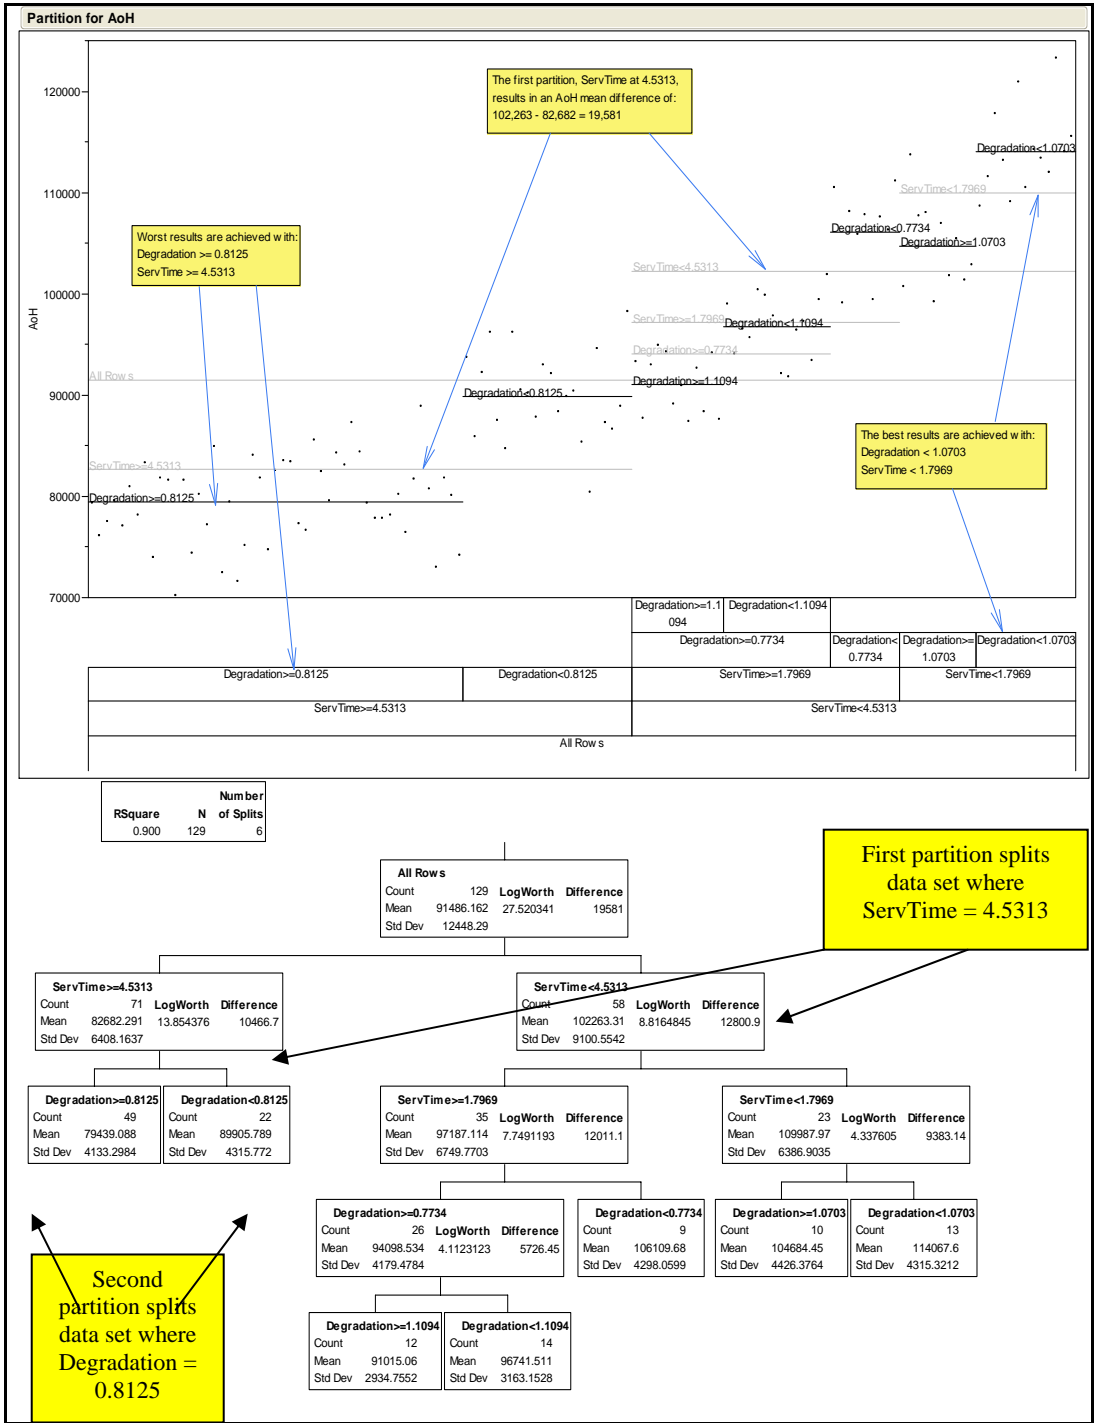 Partition for AoH
120000
110000
100000
90000
80000
70000
AoH
The first partition, ServTime at 4.5313,
results in an AoH mean difference of:
102,263 - 82,682 = 19,581
Worst results are achieved with:
Degradation >= 0.8125
ServTime >= 4.5313
The best results are achieved with:
Degradation < 1.0703
ServTime < 1.7969
Degradation<1.0703
ServTime<1.7969
Degradation<0.7734
Degradation>=1.0703
ServTime<4.5313
ServTime>=1.7969
Degradation<1.1094
Degradation>=0.7734
Degradation>=1.1094
All Rows
Degradation<0.8125
ServTime>=4.5313
Degradation>=0.8125
Degradation>=1.1
094
Degradation<1.1094
Degradation>=0.7734
Degradation<
0.7734
Degradation>=
1.0703
Degradation<1.0703
Degradation>=0.8125
Degradation<0.8125
ServTime>=1.7969
ServTime<1.7969
ServTime>=4.5313
ServTime<4.5313
All Rows
Number
RSquare N of Splits
0.900 129 6
First partition splits
data set where
ServTime = 4.5313
All Rows
Count 129 LogWorth Difference
Mean 91486.162 27.520341 19581
Std Dev 12448.29
ServTime>=4.5313
Count 71 LogWorth Difference
Mean 82682.291 13.854376 10466.7
Std Dev 6408.1637
ServTime<4.5313
Count 58 LogWorth Difference
Mean 102263.31 8.8164845 12800.9
Std Dev 9100.5542
Degradation>=0.8125
Count 49
Mean 79439.088
Std Dev 4133.2984
Degradation<0.8125
Count 22
Mean 89905.789
Std Dev 4315.772
ServTime>=1.7969
Count 35 LogWorth Difference
Mean 97187.114 7.7491193 12011.1
Std Dev 6749.7703
ServTime<1.7969
Count 23 LogWorth Difference
Mean 109987.97 4.337605 9383.14
Std Dev 6386.9035
Degradation>=0.7734
Count 26 LogWorth Difference
Mean 94098.534 4.1123123 5726.45
Std Dev 4179.4784
Degradation<0.7734
Count 9
Mean 106109.68
Std Dev 4298.0599
Degradation>=1.0703
Count 10
Mean 104684.45
Std Dev 4426.3764
Degradation<1.0703
Count 13
Mean 114067.6
Std Dev 4315.3212
Degradation>=1.1094
Count 12
Mean 91015.06
Std Dev 2934.7552
Degradation<1.1094
Count 14
Mean 96741.511
Std Dev 3163.1528
Second
partition splits
data set where
Degradation =
0.8125